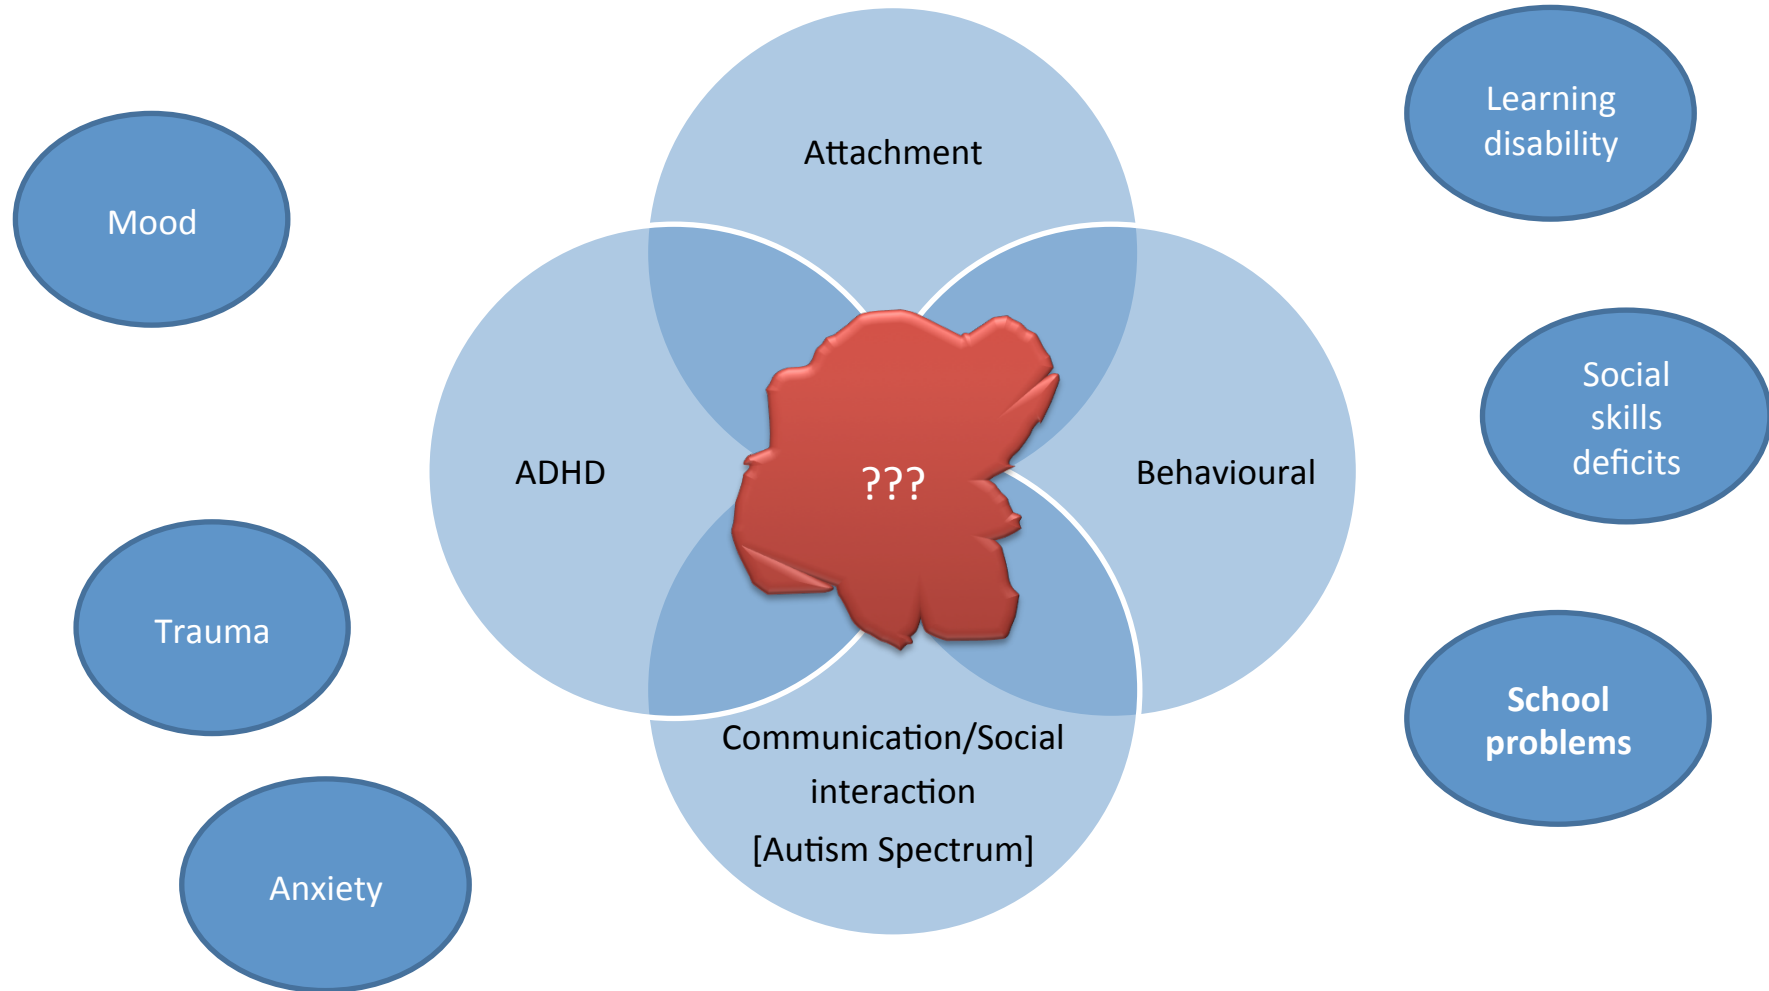 Attachment
Learning
disability
Mood
Social
skills
deficits
ADHD
???
Behavioural
Trauma
School
problems
Communication/Social
interaction
[Autism Spectrum]
Anxiety